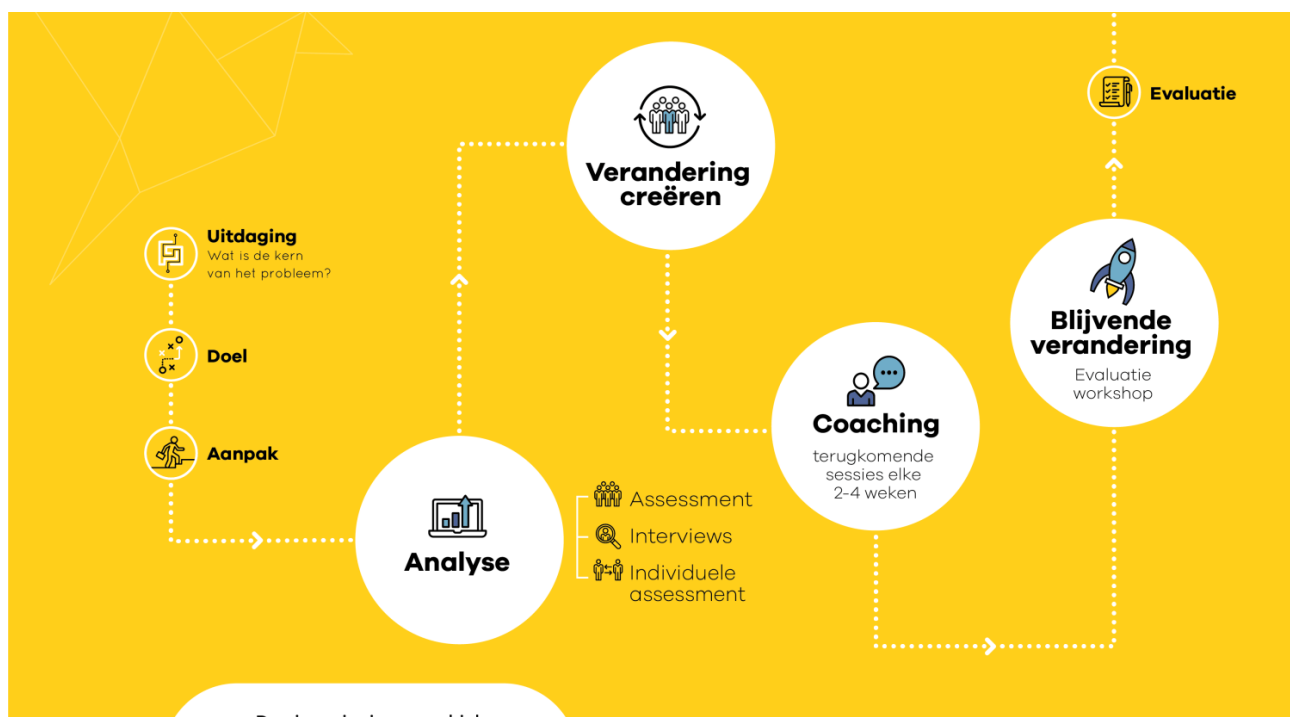 Uitdaging
Wat is de kern
van het probleem?
Doel
Aanpak
Analyse
Assessment
Interviews
Individuele
assessment
Verandering
creëren
Coaching
terugkomende
sessies elke
2-4 weken
Blijvende
verandering
Evaluatie
workshop
Evaluatie